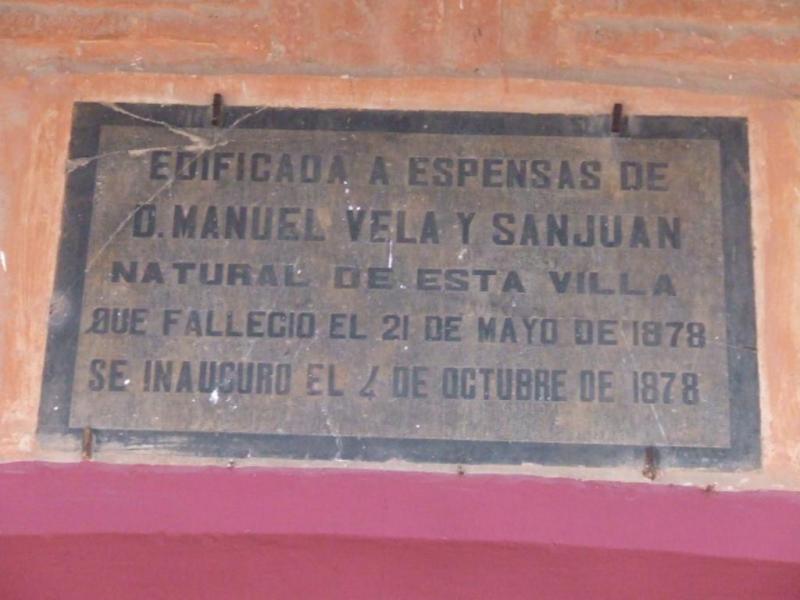 EDIFICADA A ESPENSAS DE
D. MANUEL VELA Y SANJUAN
NATURAL DE ESTA VILLA
QUE FALLECIO EL 21 DE MAYO DE 1878
SE INAUGURO EL 4 DE OCTUBRE DE 1878